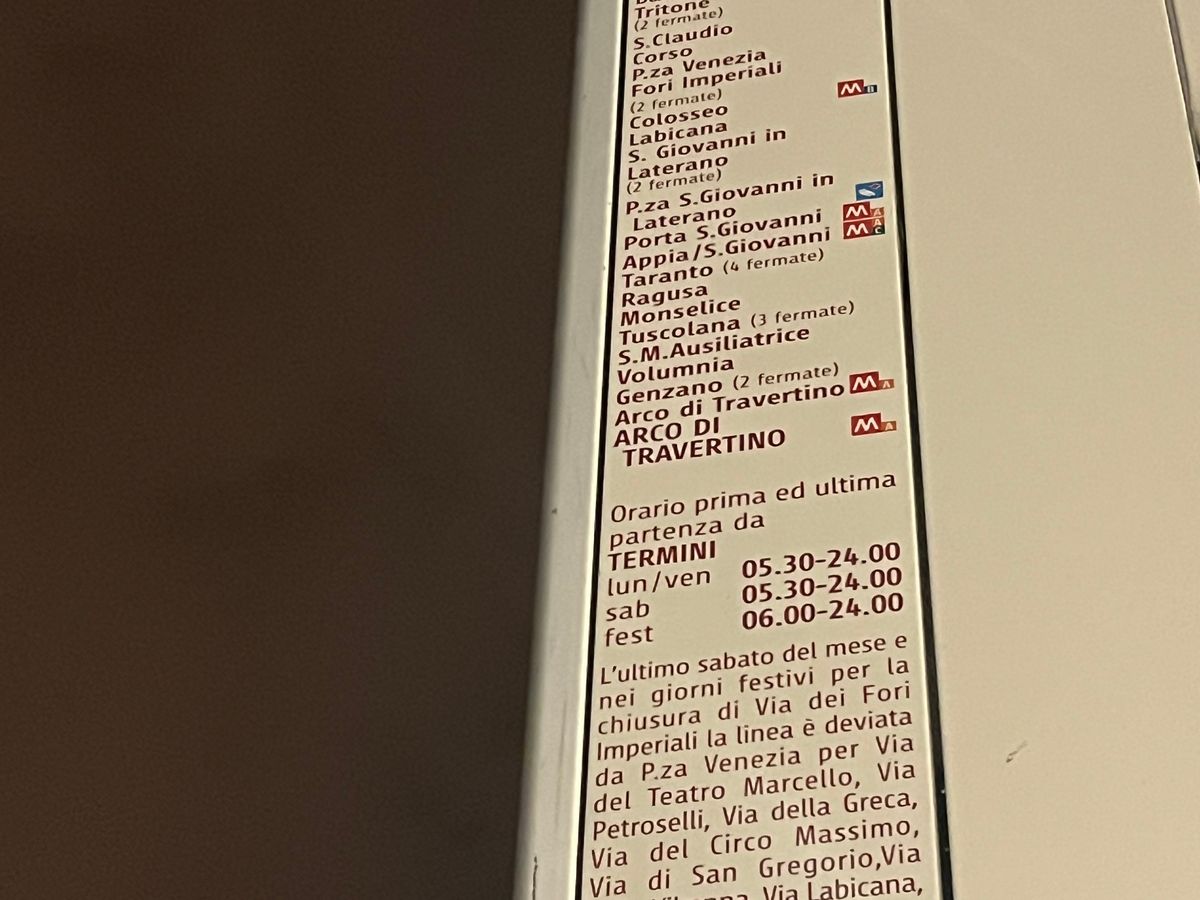 Tritone
(2 fermate)
S.Claudio
Corso
P.za Venezia
Fori Imperiali
(2 fermate)
Colosseo M B
Labicana
S. Giovanni in
Laterano
(2 fermate)
P.za S.Giovanni in
Laterano
Porta S.Giovanni M A
Appia/S.Giovanni M A C
Taranto (4 fermate)
Ragusa
Monselice
Tuscolana (3 fermate)
S.M.Ausiliatrice
Volumnia
Genzano (2 fermate)
Arco di Travertino M A
ARCO DI
TRAVERTINO M A
Orario prima ed ultima
partenza da
TERMINI
lun/ven 05.30-24.00
sab 05.30-24.00
fest 06.00-24.00
L'ultimo sabato del mese e
nei giorni festivi per la
chiusura di Via dei Fori
Imperiali la linea è deviata
da P.za Venezia per Via
del Teatro Marcello, Via
Petroselli, Via della Greca,
Via del Circo Massimo,
Via di San Gregorio,Via
Via Labicana,